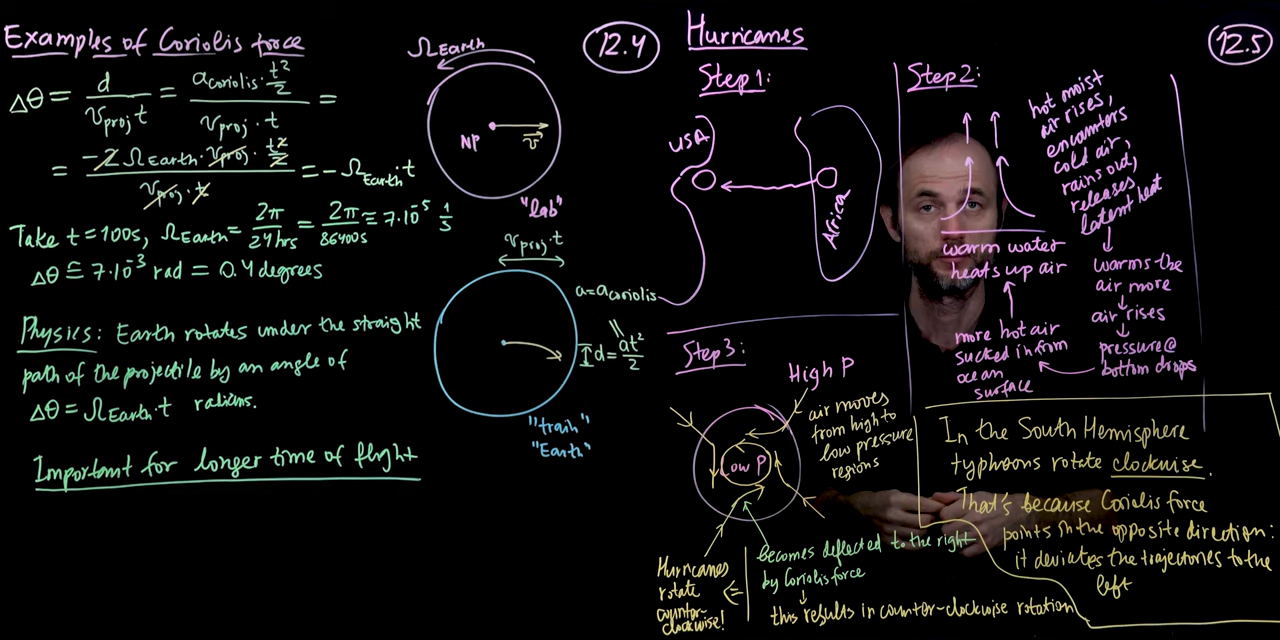 Examples of Coriolis force
Δθ = d / v_proj t = a_coriolis · t²/2 / v_proj · t =
= -2 Ω_Earth · v_proj · t²/2 / v_proj · t = -Ω_Earth · t
Take t=100s, Ω_Earth = 2π / 24hrs = 2π / 86400s ≅ 7·10⁻⁵ 1/s
Δθ ≅ 7·10⁻³ rad = 0.4 degrees
Physics: Earth rotates under the straight
path of the projectile by an angle of
Δθ = Ω_Earth · t radians.
Important for longer time of flight
Ω_Earth
NP
v⃗
"lab"
v_proj · t
a=a_coriolis
d = at²/2
"train"
"Earth"
12.4
Hurricanes
12.5
Step 1:
USA
Africa
Step 2:
hot moist
air rises,
encounters
cold air,
rains out,
releases
latent heat
warms the
air more
air rises
pressure@
bottom drops
more hot air
sucked in from
ocean
surface
warm water
heats up air
Step 3:
High P
Low P
air moves
from high to
low pressure
regions
becomes deflected to the right
by Coriolis force
this results in counter-clockwise rotation
Hurricanes
rotate
counter-
clockwise!
In the South Hemisphere
typhoons rotate clockwise.
That's because Coriolis force
points in the opposite direction:
it deviates the trajectories to the
left